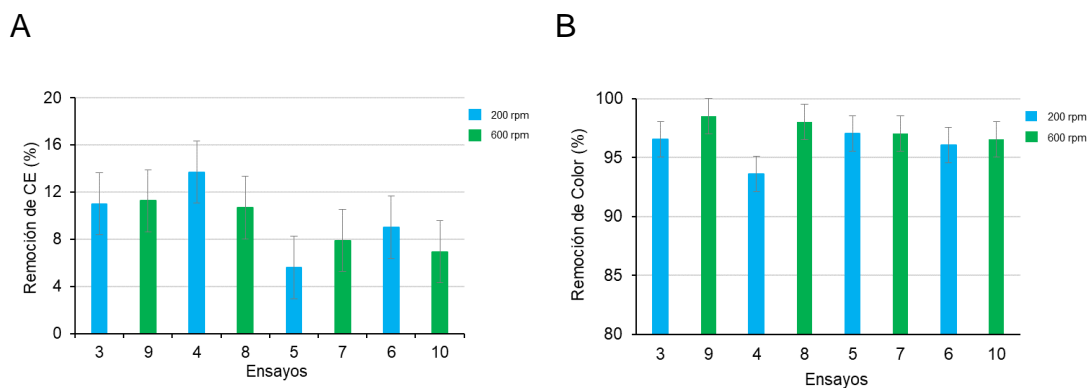 A
20
16
12
8
4
0
Remoción de CE (%)
3 9 4 8 5 7 6 10
Ensayos
200 rpm
600 rpm
B
100
95
90
85
80
Remoción de Color (%)
3 9 4 8 5 7 6 10
Ensayos
200 rpm
600 rpm